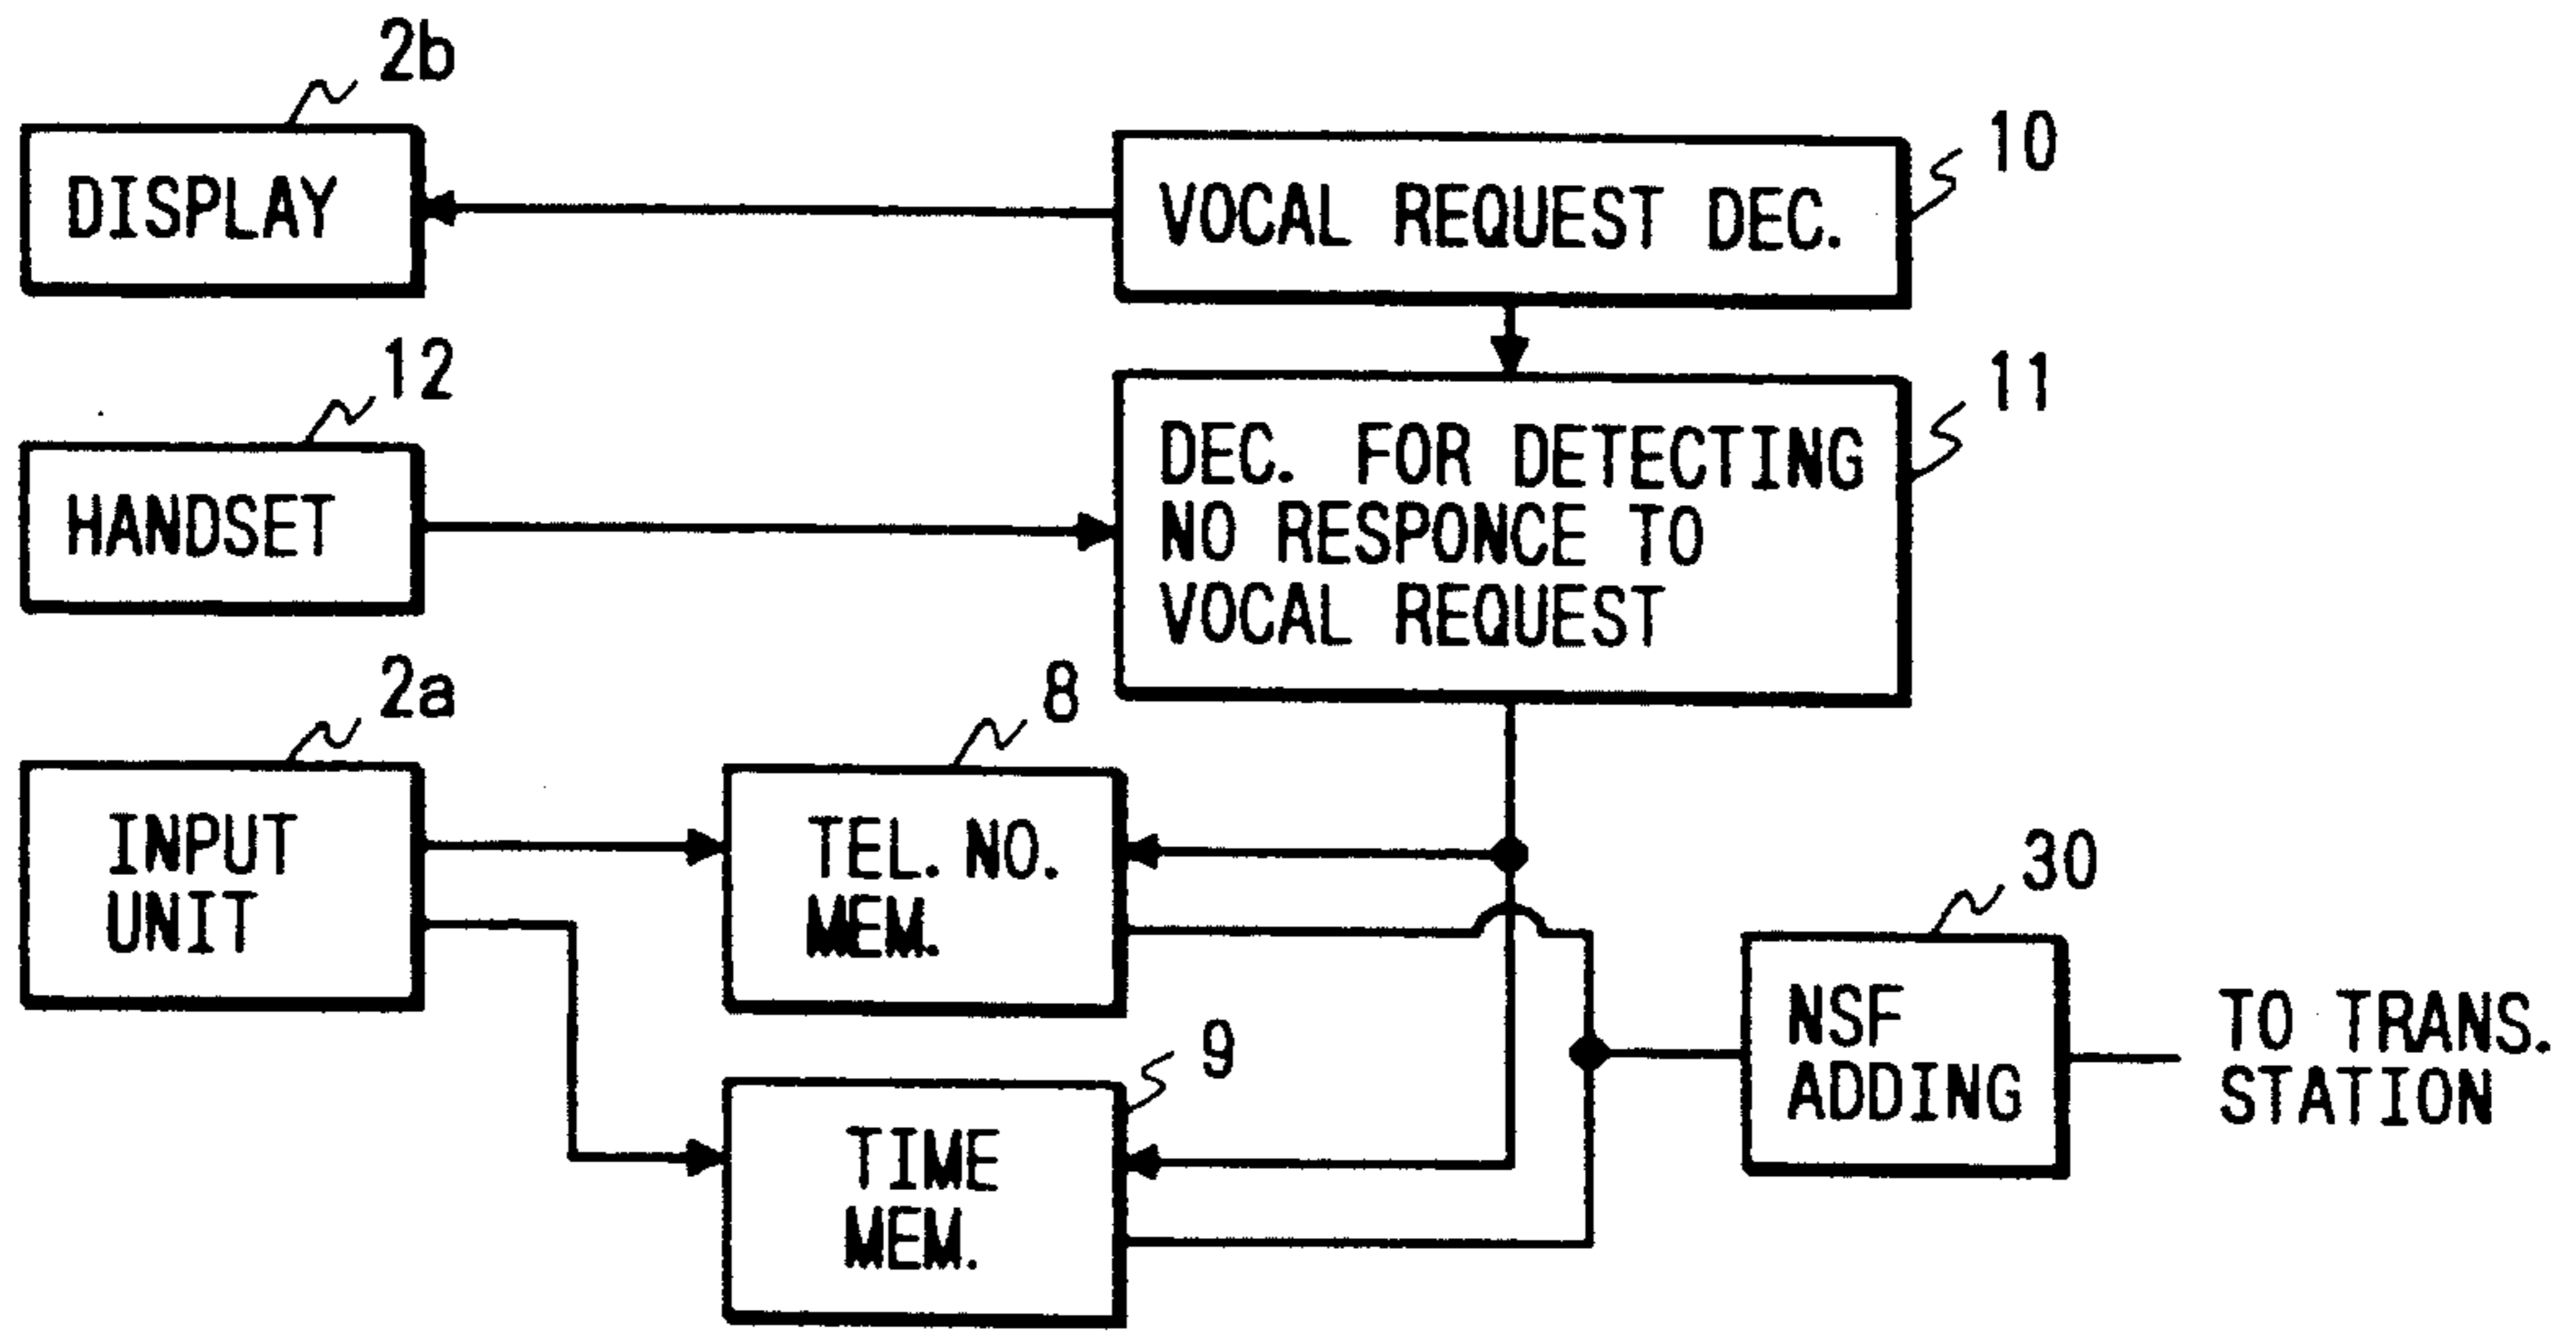 2b
DISPLAY
10
VOCAL REQUEST DEC.
12
HANDSET
11
DEC. FOR DETECTING
NO RESPONCE TO
VOCAL REQUEST
2a
INPUT
UNIT
8
TEL. NO.
MEM.
9
TIME
MEM.
30
NSF
ADDING
TO TRANS.
STATION